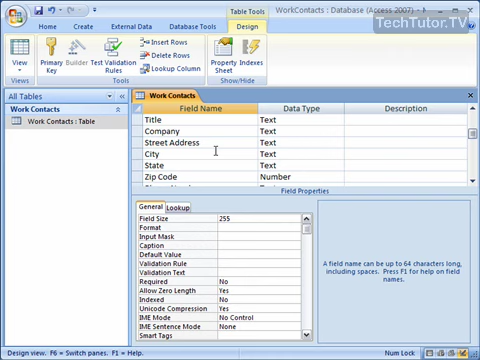 TechTutor.TV
Table Tools
WorkContacts : Database (Access 2007)
Home
Create
External Data
Database Tools
Design
View
Primary Key
Builder
Test Validation Rules
Insert Rows
Delete Rows
Lookup Column
Property Sheet
Indexes
Views
Tools
Show/Hide
All Tables
Work Contacts
Work Contacts : Table
Work Contacts
Field Name Data Type Description
Title Text
Company Text
Street Address Text
City Text
State Text
Zip Code Number
Field Properties
General Lookup
Field Size 255
Format
Input Mask
Caption
Default Value
Validation Rule
Validation Text
Required No
Allow Zero Length Yes
Indexed No
Unicode Compression Yes
IME Mode No Control
IME Sentence Mode None
Smart Tags
A field name can be up to 64 characters long,
including spaces. Press F1 for help on field
names.
Design view. F6 = Switch panes. F1 = Help.
Num Lock